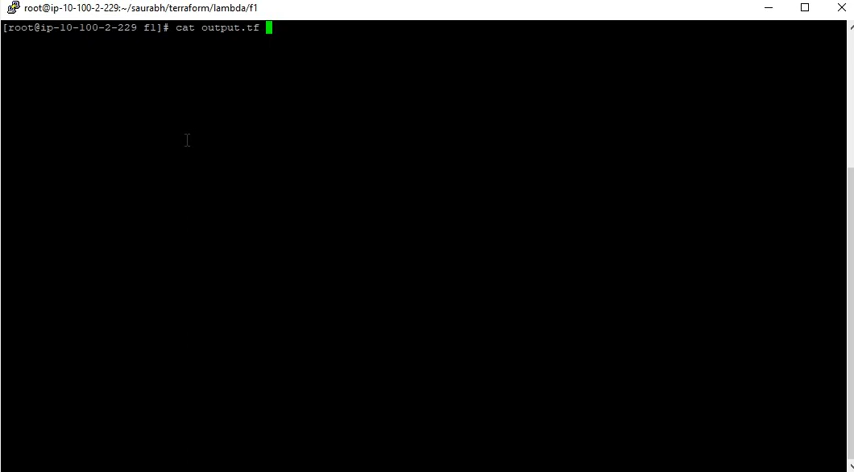 root@ip-10-100-2-229:~/saurabh/terraform/lambda/f1
[root@ip-10-100-2-229 f1]# cat output.tf